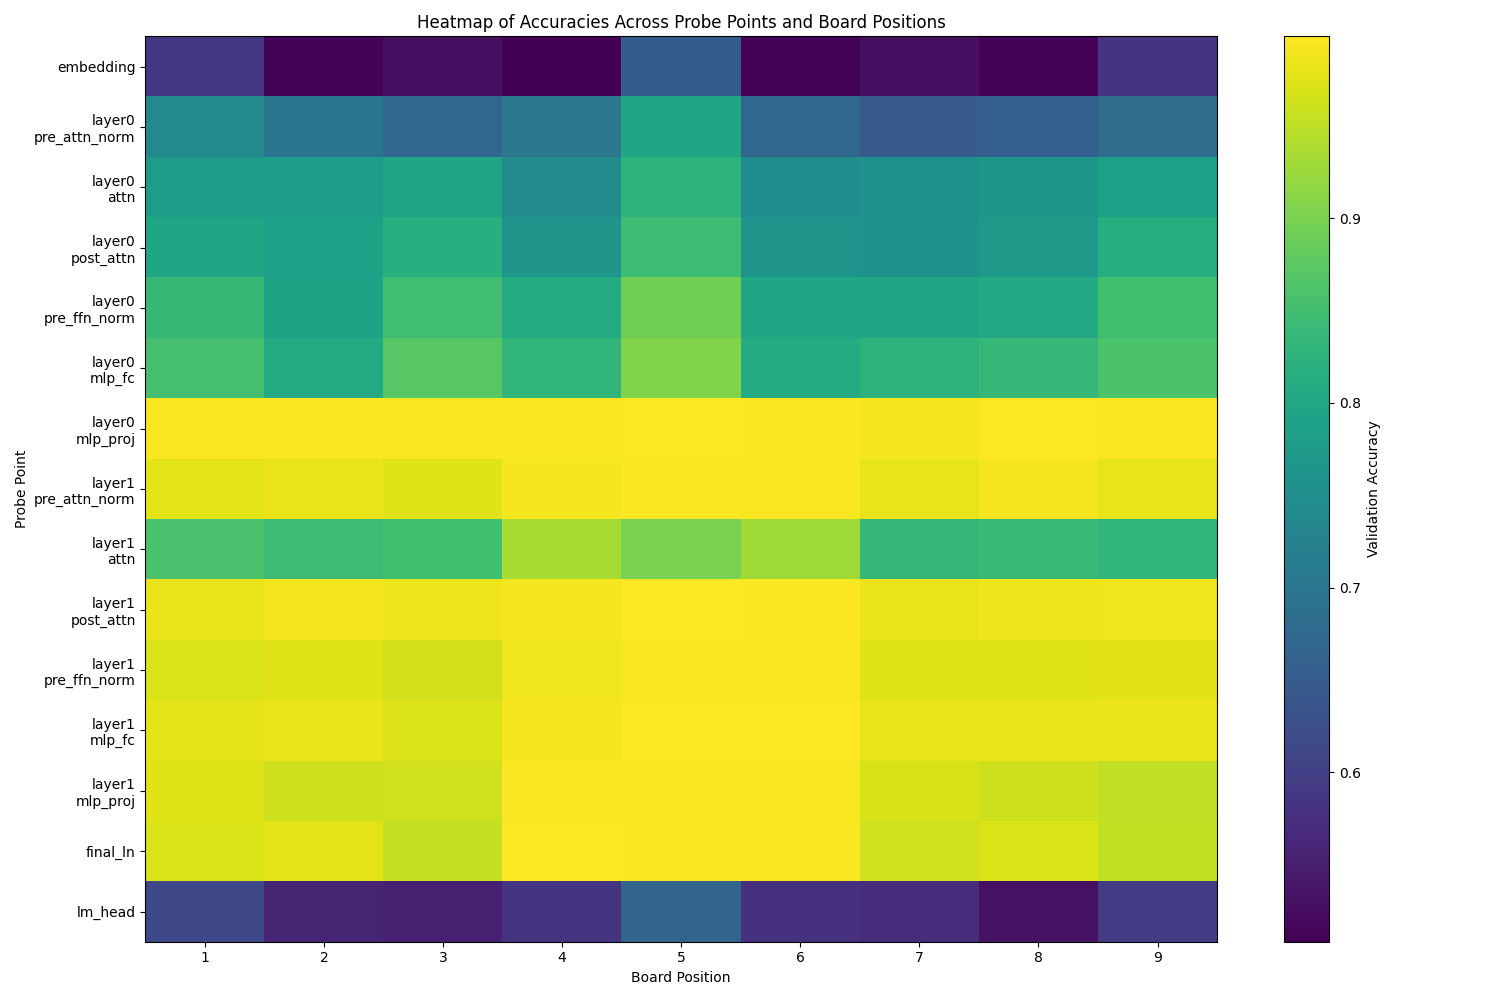 Heatmap of Accuracies Across Probe Points and Board Positions
Probe Point
embedding
layer0
pre_attn_norm
layer0
attn
layer0
post_attn
layer0
pre_ffn_norm
layer0
mlp_fc
layer0
mlp_proj
layer1
pre_attn_norm
layer1
attn
layer1
post_attn
layer1
pre_ffn_norm
layer1
mlp_fc
layer1
mlp_proj
final_ln
lm_head
1 2 3 4 5 6 7 8 9
Board Position
0.9
0.8
0.7
0.6
Validation Accuracy